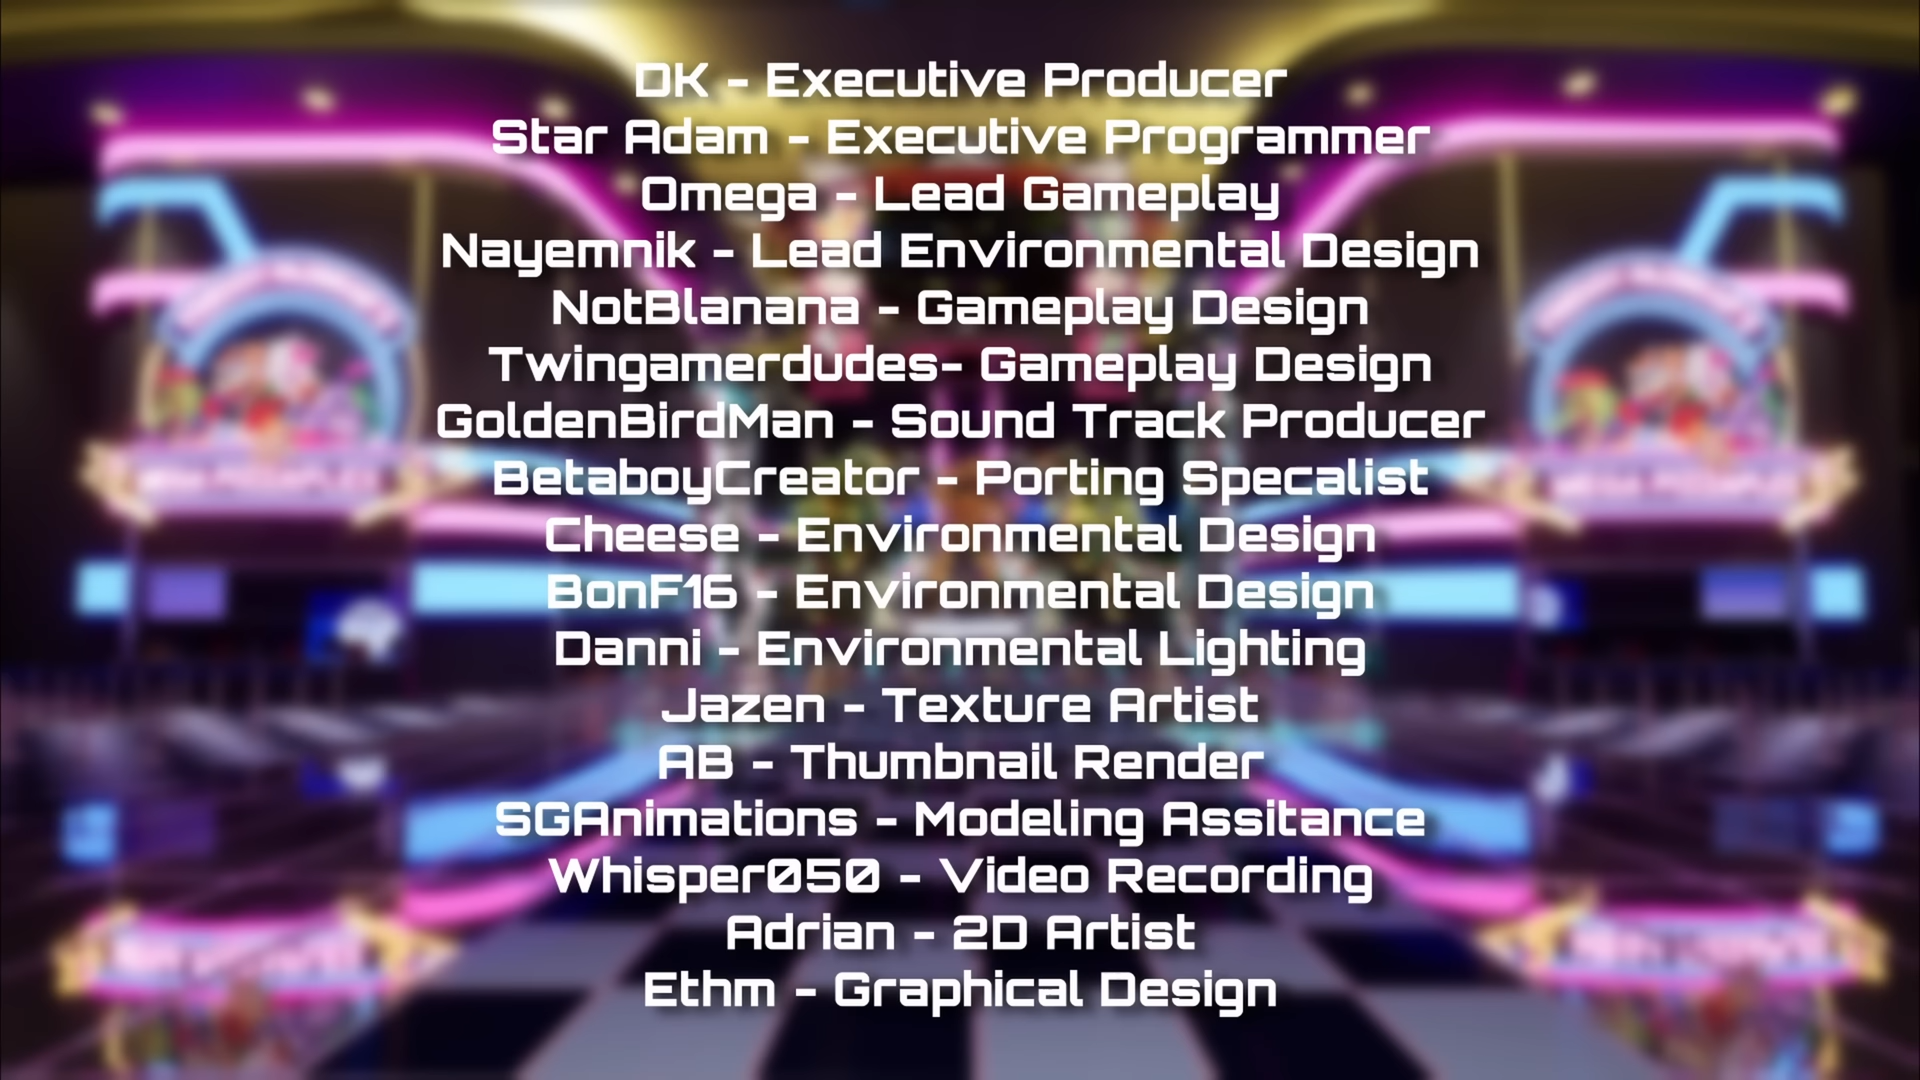 DK - Executive Producer
Star Adam - Executive Programmer
Omega - Lead Gameplay
Nayemnik - Lead Environmental Design
NotBlanana - Gameplay Design
Twingamerdudes- Gameplay Design
GoldenBirdMan - Sound Track Producer
BetaboyCreator - Porting Specalist
Cheese - Environmental Design
BonF16 - Environmental Design
Danni - Environmental Lighting
Jazen - Texture Artist
AB - Thumbnail Render
SGAnimations - Modeling Assitance
Whisper050 - Video Recording
Adrian - 2D Artist
Ethm - Graphical Design